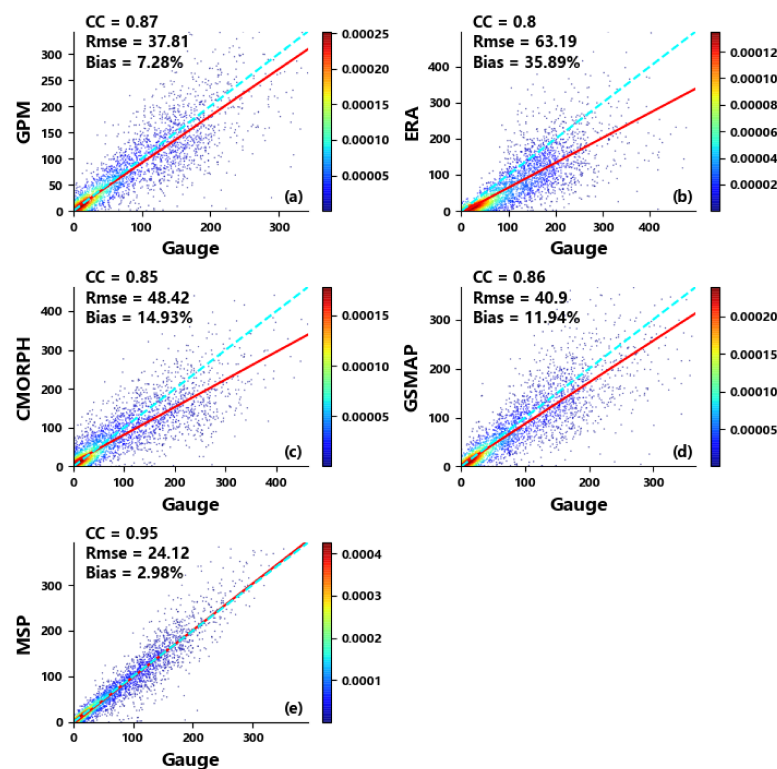 CC = 0.87
Rmse = 37.81
Bias = 7.28%
GPM
300
250
200
150
100
50
0
0 100 200 300
Gauge
(a)
0.00025
0.00020
0.00015
0.00010
0.00005
CC = 0.8
Rmse = 63.19
Bias = 35.89%
ERA
400
300
200
100
0
0 100 200 300 400
Gauge
(b)
0.00012
0.00010
0.00008
0.00006
0.00004
0.00002
CC = 0.85
Rmse = 48.42
Bias = 14.93%
CMORPH
400
300
200
100
0
0 100 200 300 400
Gauge
(c)
0.00015
0.00010
0.00005
CC = 0.86
Rmse = 40.9
Bias = 11.94%
GSMAP
300
200
100
0
0 100 200 300
Gauge
(d)
0.00020
0.00015
0.00010
0.00005
CC = 0.95
Rmse = 24.12
Bias = 2.98%
MSP
300
200
100
0
0 100 200 300
Gauge
(e)
0.0004
0.0003
0.0002
0.0001